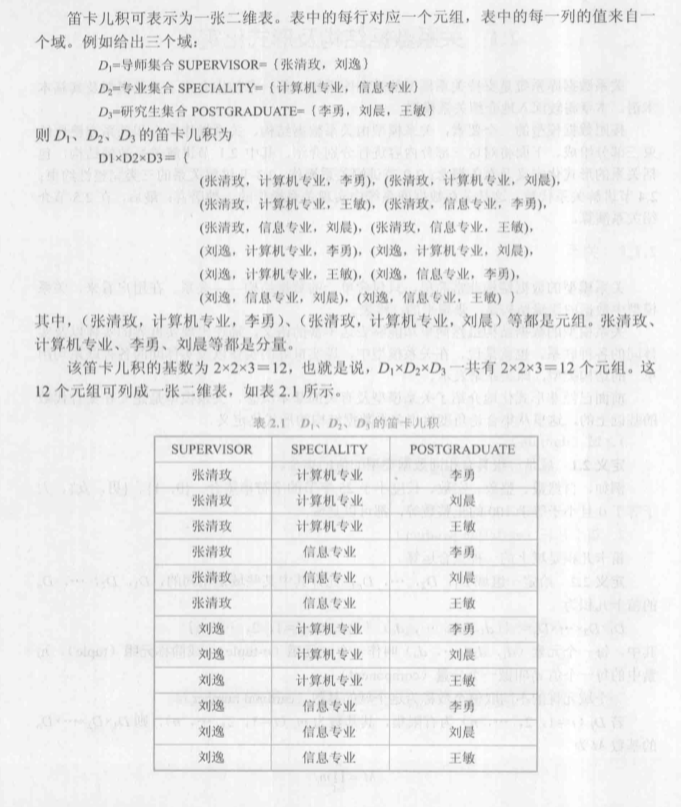 笛卡儿积可表示为一张二维表。表中的每行对应一个元组，表中的每一列的值来自一
个域。例如给出三个域：
D₁=导师集合 SUPERVISOR={张清玫，刘逸}
D₂=专业集合 SPECIALITY={计算机专业，信息专业}
D₃=研究生集合 POSTGRADUATE={李勇，刘晨，王敏}
则 D₁、D₂、D₃的笛卡儿积为
D1×D2×D3={
(张清玫，计算机专业，李勇)，(张清玫，计算机专业，刘晨)，
(张清玫，计算机专业，王敏)，(张清玫，信息专业，李勇)，
(张清玫，信息专业，刘晨)，(张清玫，信息专业，王敏)，
(刘逸，计算机专业，李勇)，(刘逸，计算机专业，刘晨)，
(刘逸，计算机专业，王敏)，(刘逸，信息专业，李勇)，
(刘逸，信息专业，刘晨)，(刘逸，信息专业，王敏) }
其中，(张清玫，计算机专业，李勇)、(张清玫，计算机专业，刘晨) 等都是元组。张清玫、
计算机专业、李勇、刘晨等都是分量。
该笛卡儿积的基数为 2×2×3=12，也就是说，D₁×D₂×D₃一共有 2×2×3=12 个元组。这
12 个元组可列成一张二维表，如表 2.1 所示。
表 2.1 D₁、D₂、D₃的笛卡儿积
SUPERVISOR SPECIALITY POSTGRADUATE
张清玫 计算机专业 李勇
张清玫 计算机专业 刘晨
张清玫 计算机专业 王敏
张清玫 信息专业 李勇
张清玫 信息专业 刘晨
张清玫 信息专业 王敏
刘逸 计算机专业 李勇
刘逸 计算机专业 刘晨
刘逸 计算机专业 王敏
刘逸 信息专业 李勇
刘逸 信息专业 刘晨
刘逸 信息专业 王敏